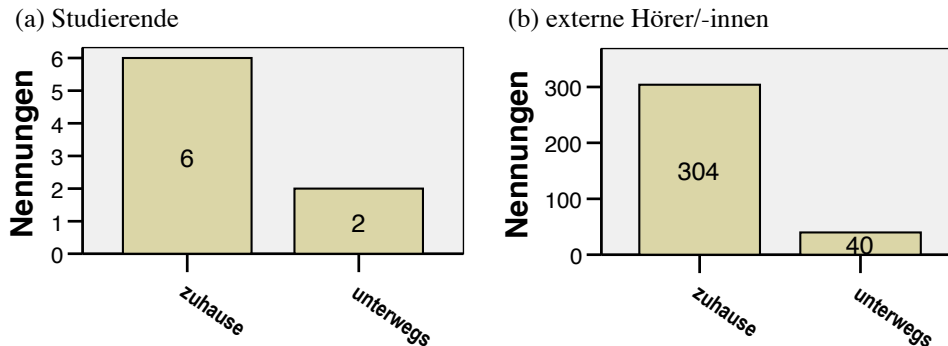 (a) Studierende
Nennungen
6
5
4
3
2
1
0
6
2
zuhause
unterwegs
(b) externe Hörer/-innen
Nennungen
300
200
100
0
304
40
zuhause
unterwegs